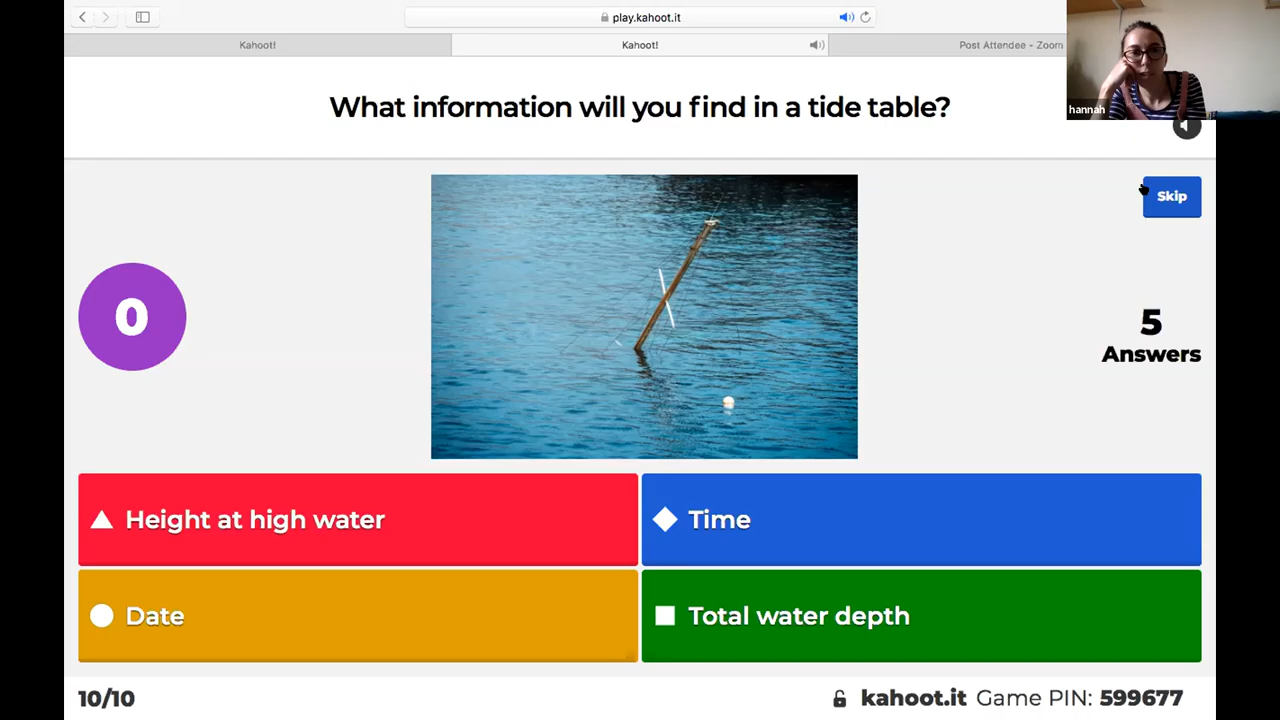 play.kahoot.it
Kahoot!
Kahoot!
Post Attendee - Zoom
hannah
What information will you find in a tide table?
Skip
0
5
Answers
Height at high water
Time
Date
Total water depth
10/10
kahoot.it Game PIN: 599677